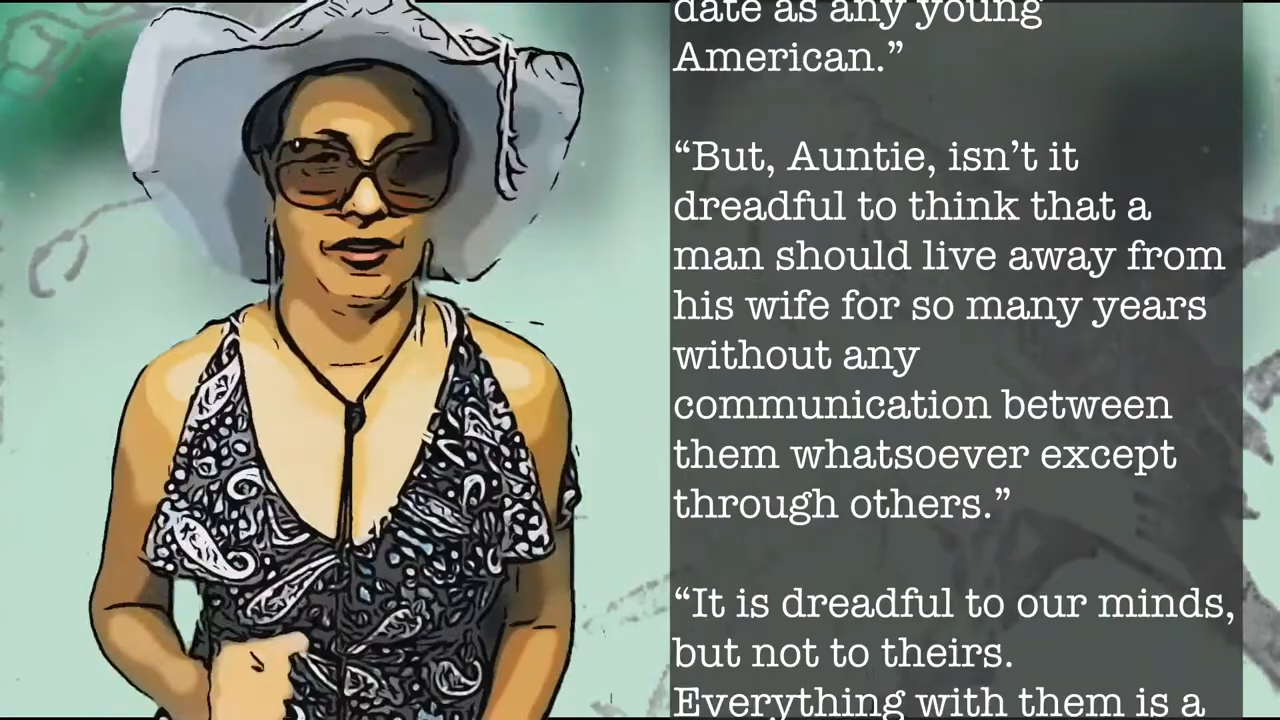 date as any young
American.”
“But, Auntie, isn’t it
dreadful to think that a
man should live away from
his wife for so many years
without any
communication between
them whatsoever except
through others.”
“It is dreadful to our minds,
but not to theirs.
Everything with them is a